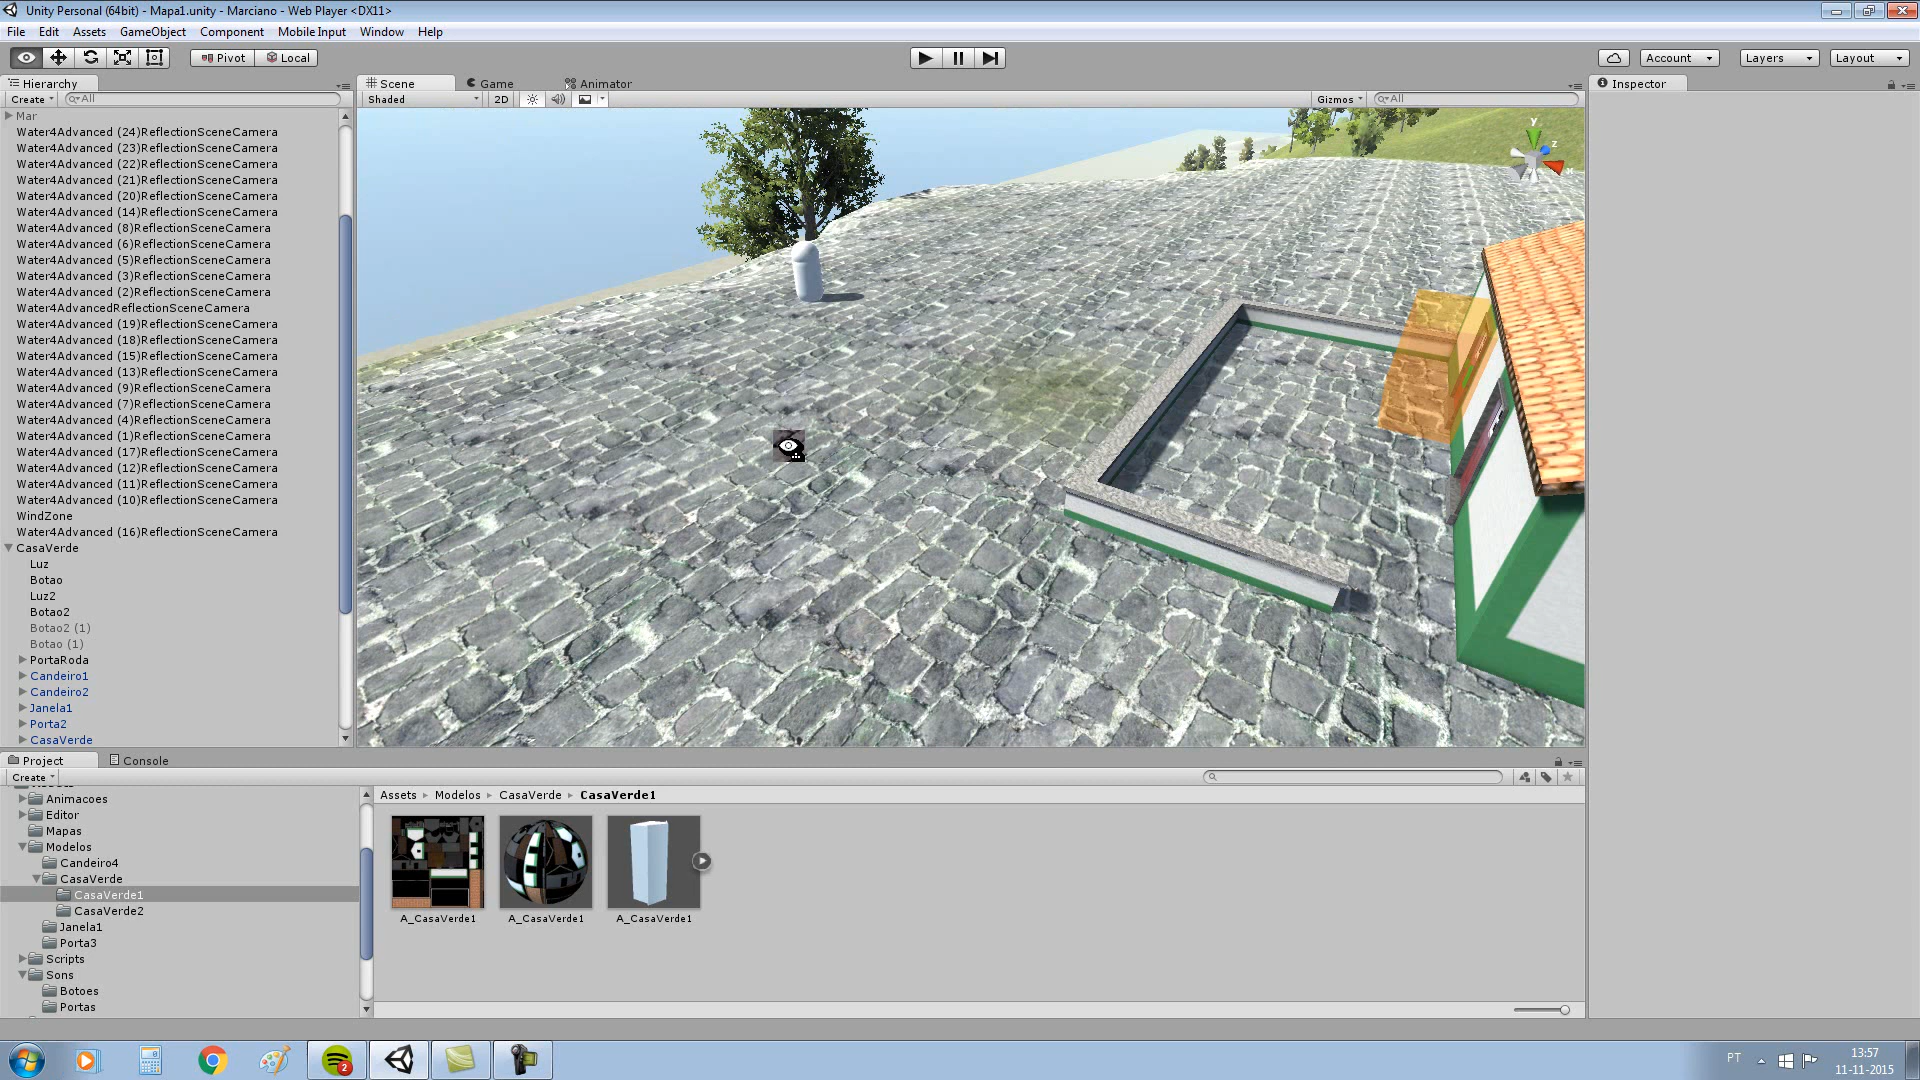 Unity Personal (64bit) - Mapa1.unity - Marciano - Web Player <DX11>
File Edit Assets GameObject Component Mobile Input Window Help
Pivot Local Account Layers Layout
Hierarchy
Create All
Mar
Water4Advanced (24)ReflectionSceneCamera
Water4Advanced (23)ReflectionSceneCamera
Water4Advanced (22)ReflectionSceneCamera
Water4Advanced (21)ReflectionSceneCamera
Water4Advanced (20)ReflectionSceneCamera
Water4Advanced (14)ReflectionSceneCamera
Water4Advanced (8)ReflectionSceneCamera
Water4Advanced (6)ReflectionSceneCamera
Water4Advanced (5)ReflectionSceneCamera
Water4Advanced (3)ReflectionSceneCamera
Water4Advanced (2)ReflectionSceneCamera
Water4AdvancedReflectionSceneCamera
Water4Advanced (19)ReflectionSceneCamera
Water4Advanced (18)ReflectionSceneCamera
Water4Advanced (15)ReflectionSceneCamera
Water4Advanced (13)ReflectionSceneCamera
Water4Advanced (9)ReflectionSceneCamera
Water4Advanced (7)ReflectionSceneCamera
Water4Advanced (4)ReflectionSceneCamera
Water4Advanced (1)ReflectionSceneCamera
Water4Advanced (17)ReflectionSceneCamera
Water4Advanced (12)ReflectionSceneCamera
Water4Advanced (11)ReflectionSceneCamera
Water4Advanced (10)ReflectionSceneCamera
WindZone
Water4Advanced (16)ReflectionSceneCamera
CasaVerde
Luz
Botao
Luz2
Botao2
Botao2 (1)
Botao (1)
PortaRoda
Candeiro1
Candeiro2
Janela1
Porta2
CasaVerde
Scene Game Animator
Shaded 2D Gizmos All
y
z
x
Inspector
Project Console
Create
Animacoes
Editor
Mapas
Modelos
Candeiro4
CasaVerde
CasaVerde1
CasaVerde2
Janela1
Porta3
Scripts
Sons
Botoes
Portas
Assets Modelos CasaVerde CasaVerde1
A_CasaVerde1 A_CasaVerde1 A_CasaVerde1
2
PT
13:57
11-11-2015